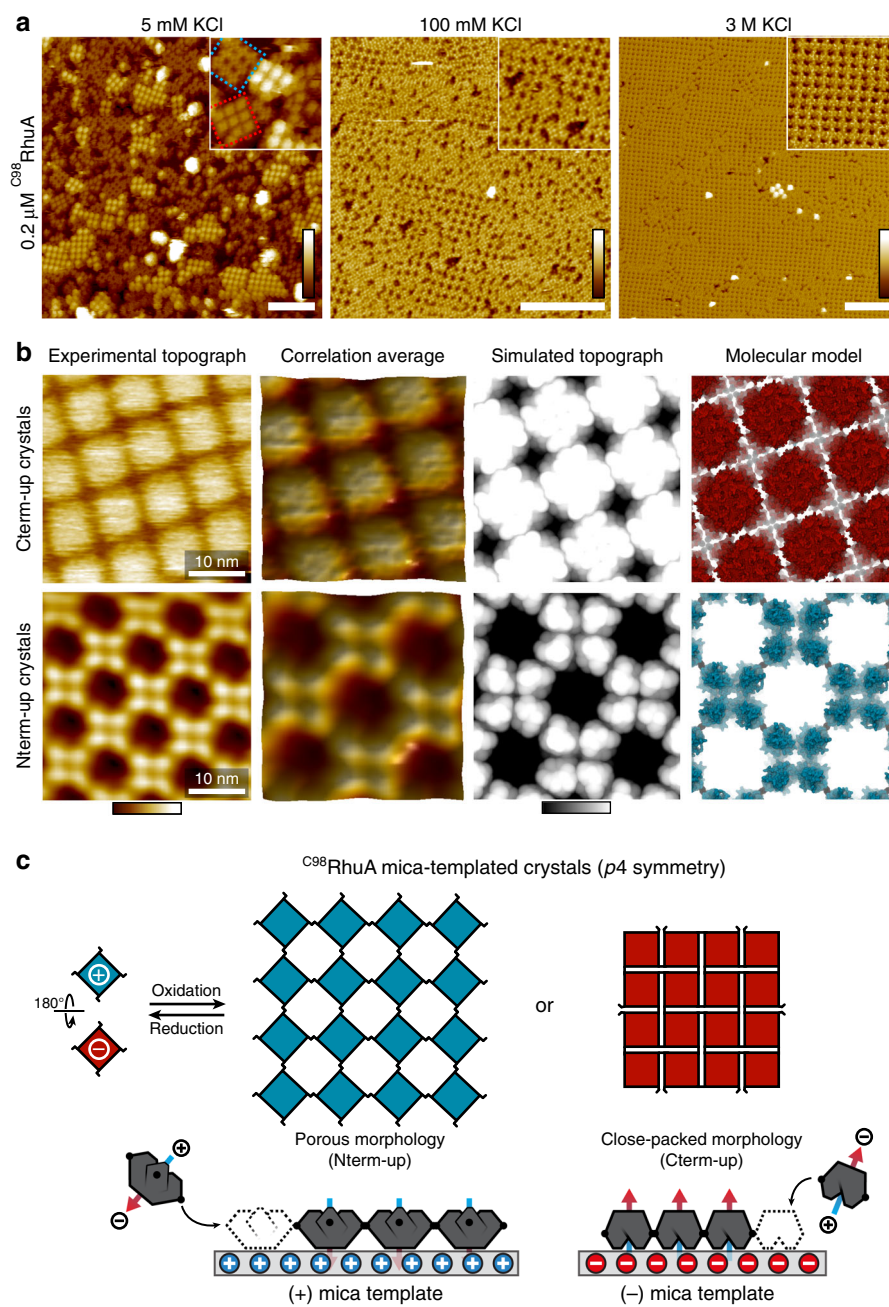 a
5 mM KCl
100 mM KCl
3 M KCl
0.2 μM C98RhuA
b
Experimental topograph
Correlation average
Simulated topograph
Molecular model
Cterm-up crystals
10 nm
Nterm-up crystals
10 nm
c
C98RhuA mica-templated crystals (p4 symmetry)
+
180°
−
Oxidation
Reduction
or
Porous morphology
(Nterm-up)
Close-packed morphology
(Cterm-up)
+
−
−
+
+ + + + + + + + +
− − − − − − − −
(+) mica template
(−) mica template